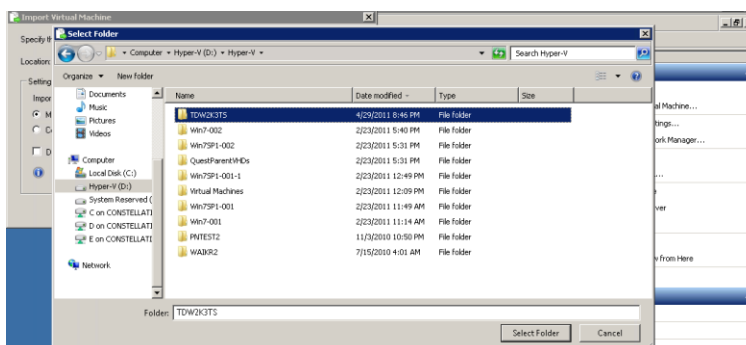 Import Virtual Machine
Specify th
Select Folder
Computer Hyper-V (D:) Hyper-V
Search Hyper-V
Location:
Organize New folder
Setting
Impor
M
C
D
Documents
Music
Pictures
Videos
Computer
Local Disk (C:)
Hyper-V (D:)
System Reserved (
C on CONSTELLATI
D on CONSTELLATI
E on CONSTELLATI
Network
Name Date modified Type Size
TDW2K3TS 4/29/2011 8:46 PM File folder
Win7-002 2/23/2011 5:40 PM File folder
Win7SP1-002 2/23/2011 5:31 PM File folder
QuestParentVHDs 2/23/2011 5:31 PM File folder
Win7SP1-001-1 2/23/2011 12:49 PM File folder
Virtual Machines 2/23/2011 12:09 PM File folder
Win7SP1-001 2/23/2011 11:49 AM File folder
Win7-001 2/23/2011 11:14 AM File folder
PNTEST2 11/3/2010 10:50 PM File folder
WAIKR2 7/15/2010 4:01 AM File folder
al Machine...
tings...
ork Manager...
...
ver
v from Here
Folder: TDW2K3TS
Select Folder Cancel